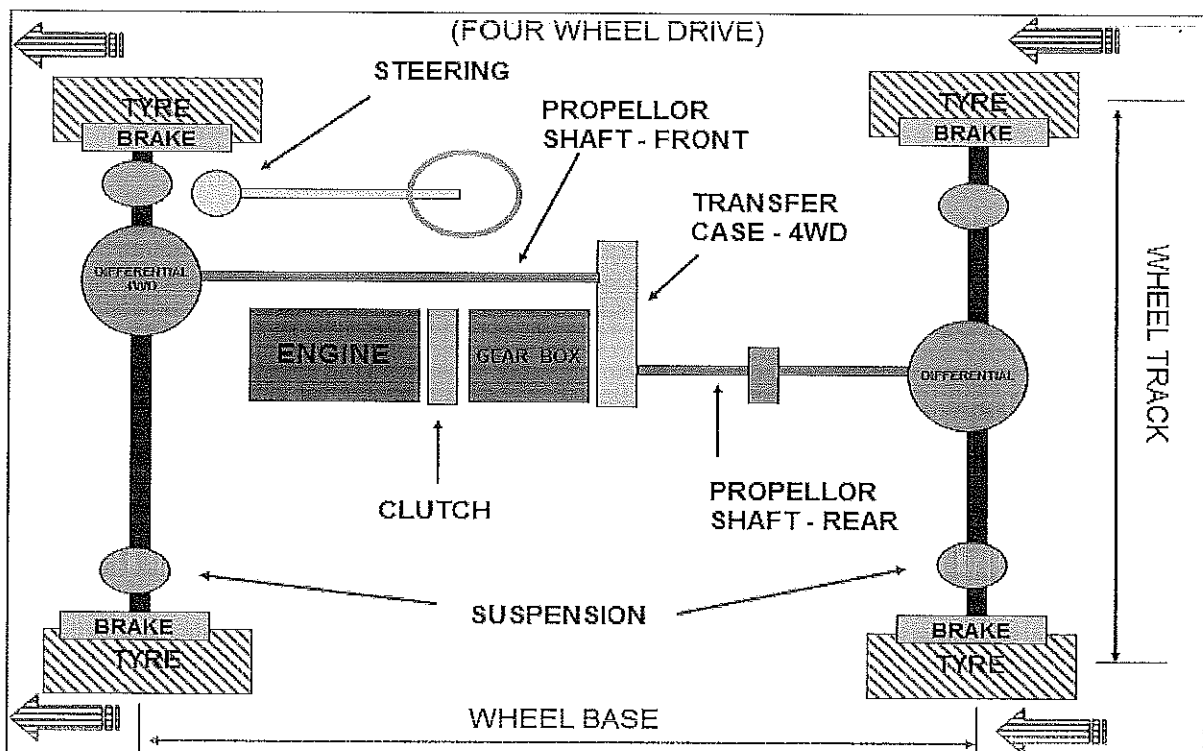 (FOUR WHEEL DRIVE)
STEERING
TYRE
BRAKE
PROPELLOR
SHAFT - FRONT
TYRE
BRAKE
TRANSFER
CASE - 4WD
DIFFERENTIAL
4WD
WHEEL TRACK
ENGINE
GEAR BOX
DIFFERENTIAL
CLUTCH
PROPELLOR
SHAFT - REAR
SUSPENSION
BRAKE
TYRE
BRAKE
TYRE
WHEEL BASE